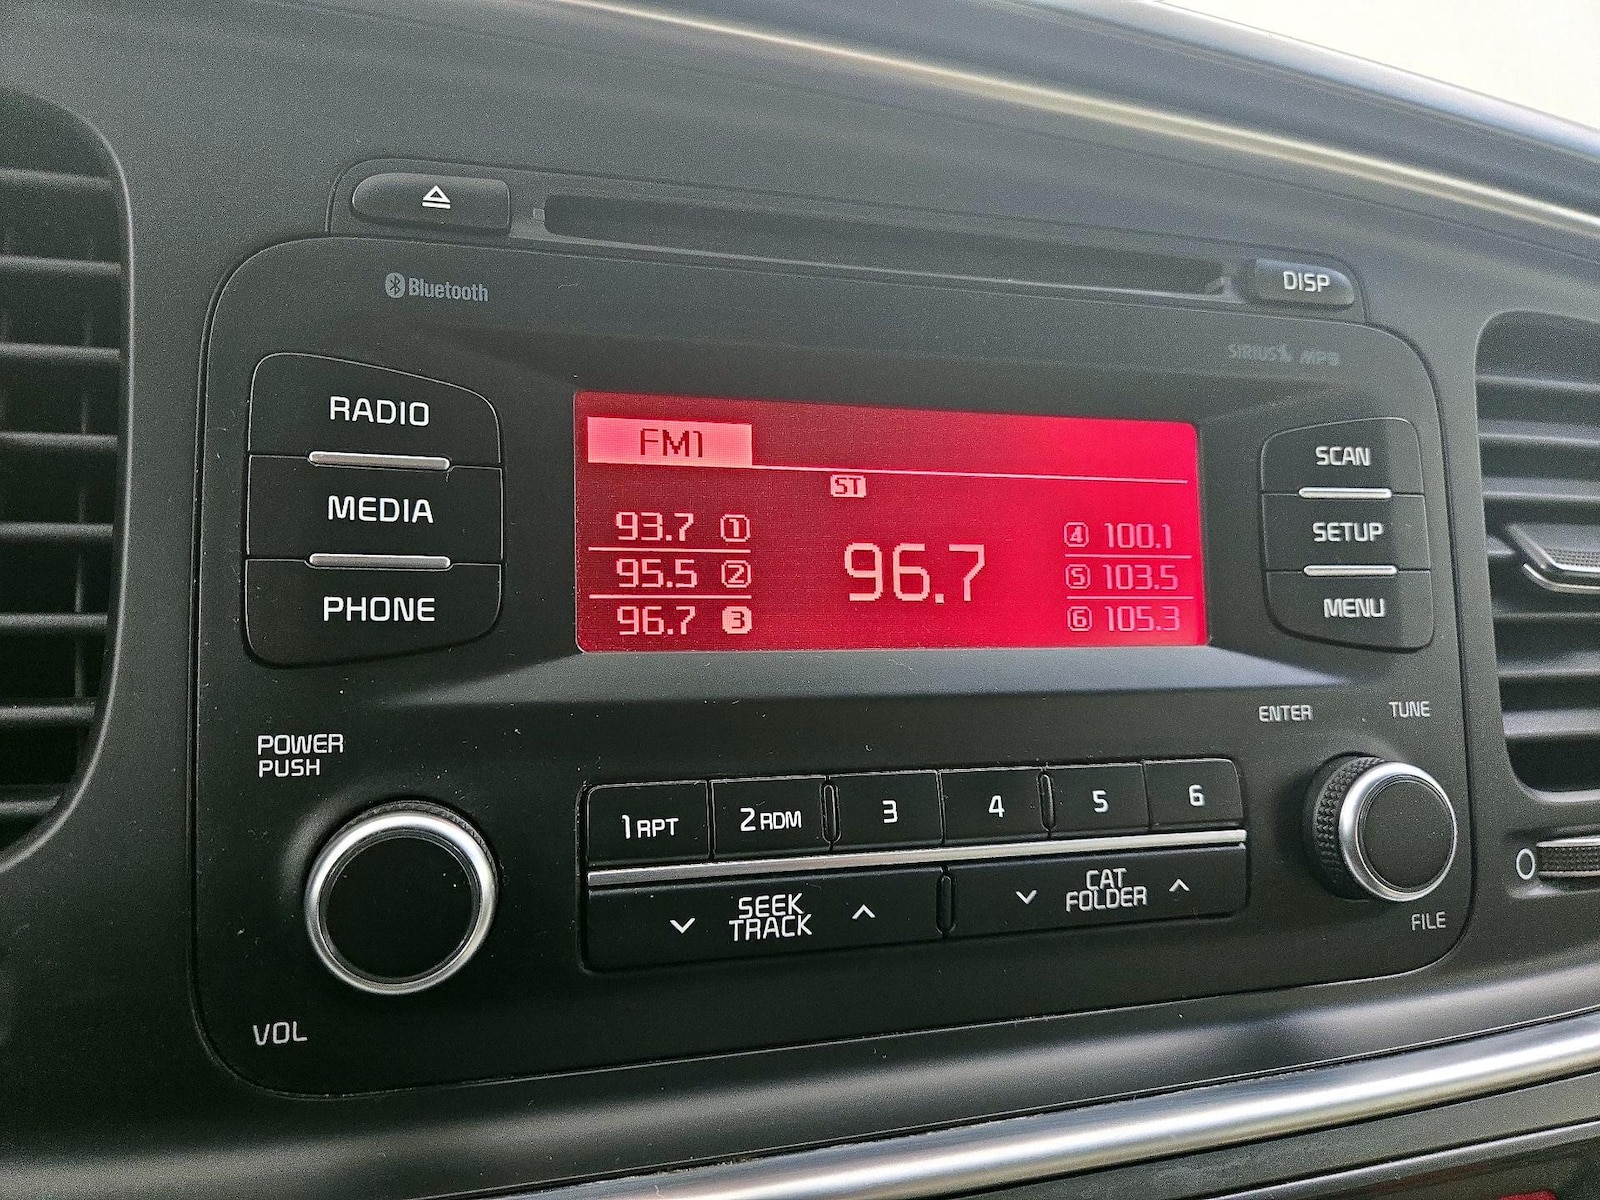 Bluetooth
DISP
SIRIUS MP3
RADIO
MEDIA
PHONE
FM1
ST
93.7 1
95.5 2
96.7 3
96.7
4 100.1
5 103.5
6 105.3
SCAN
SETUP
MENU
POWER
PUSH
VOL
1 RPT
2 RDM
3
4
5
6
SEEK
TRACK
CAT
FOLDER
ENTER
TUNE
FILE
O